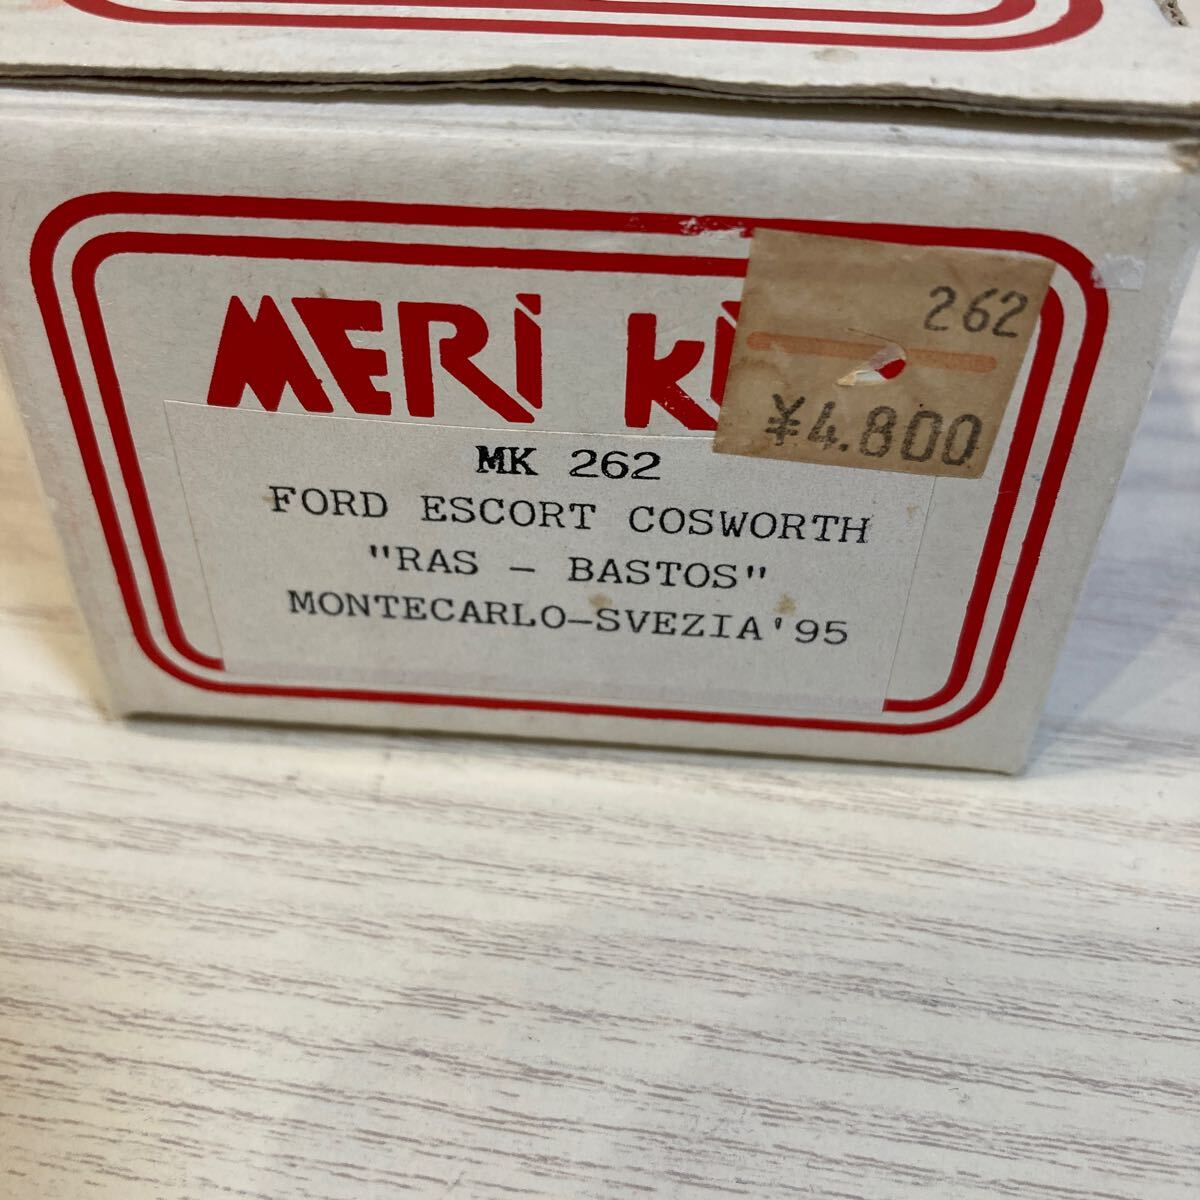 MERi Ki
262
¥4.800
MK 262
FORD ESCORT COSWORTH
"RAS - BASTOS"
MONTECARLO-SVEZIA'95